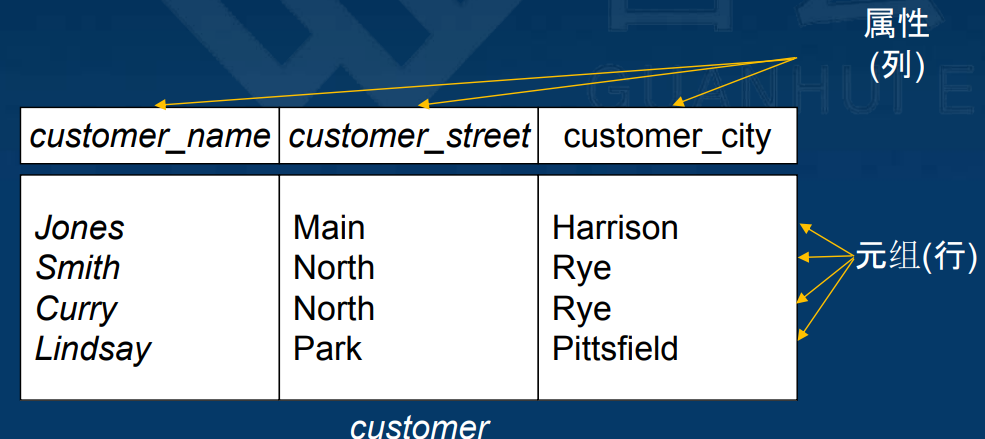 属性
(列)
customer_name customer_street customer_city
Jones Main Harrison
Smith North Rye
Curry North Rye
Lindsay Park Pittsfield
元组(行)
customer